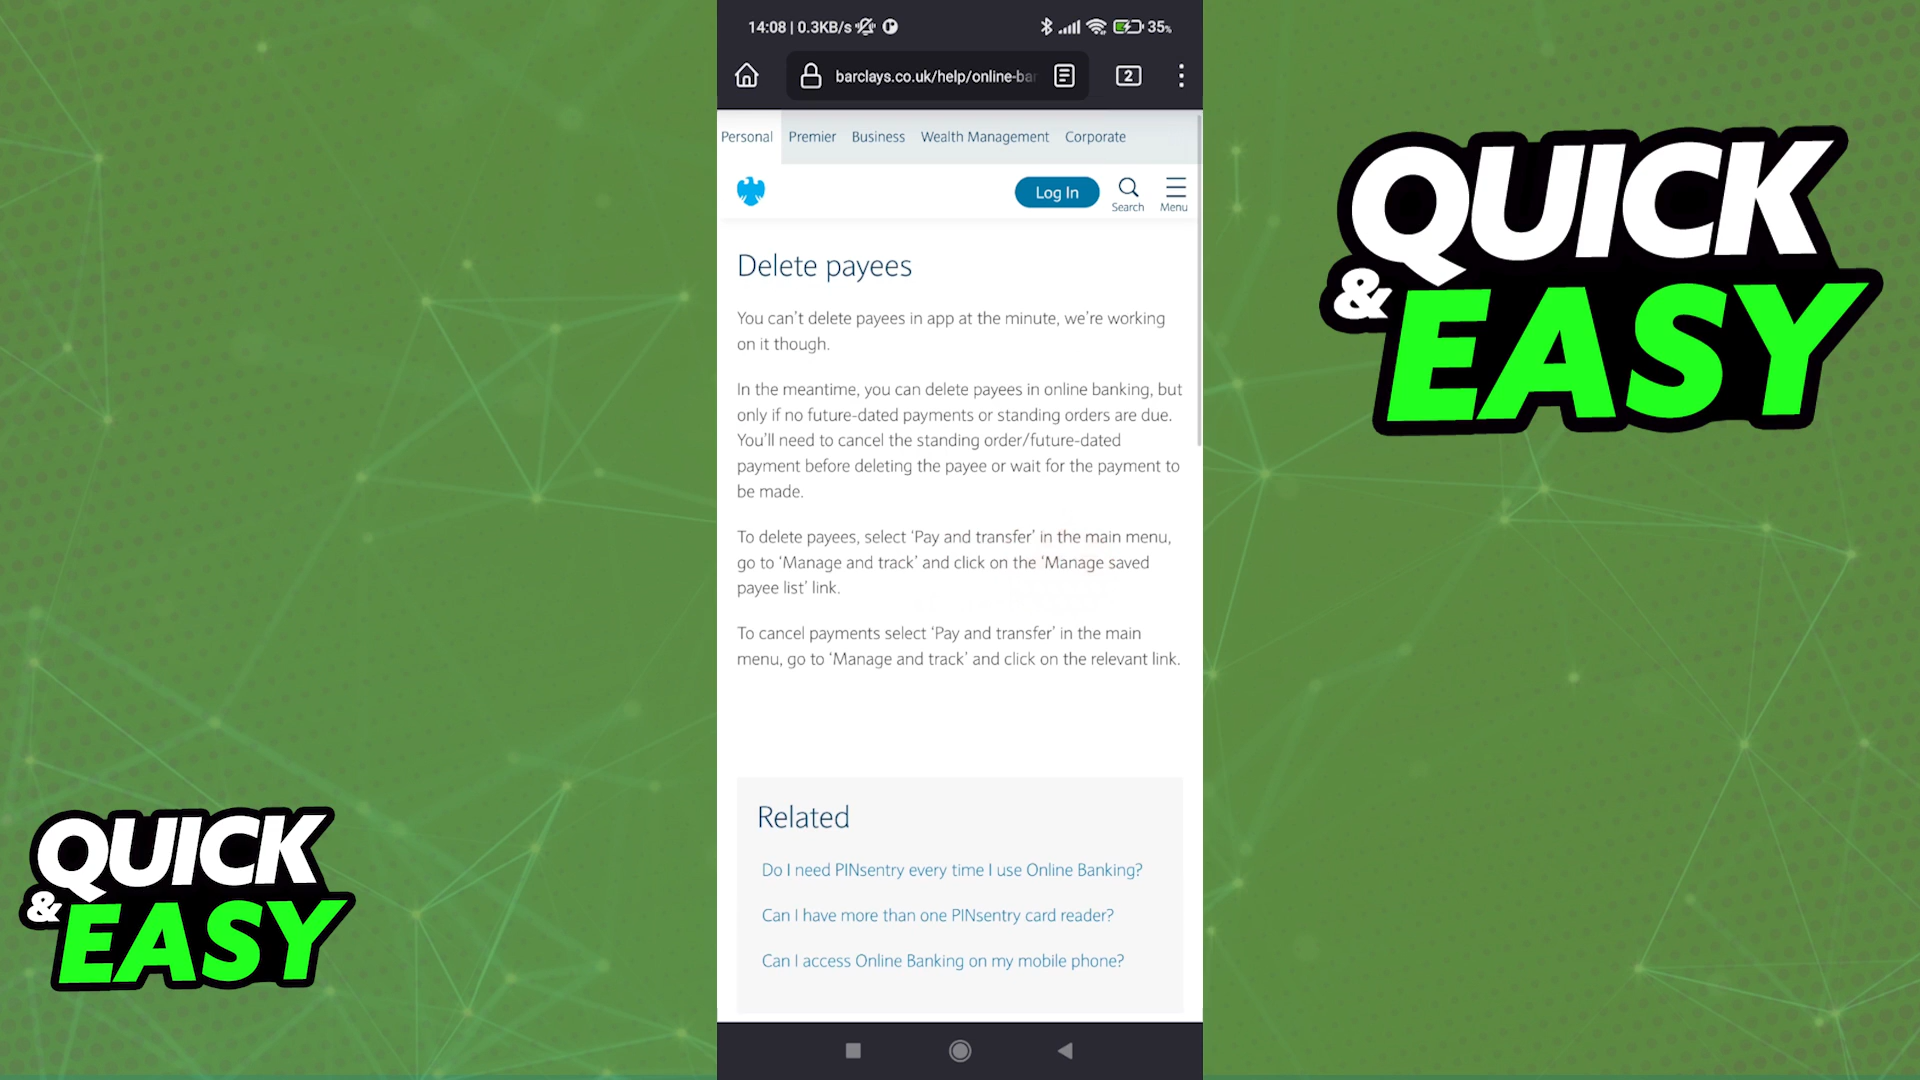 14:08 | 0.3KB/s 35%
barclays.co.uk/help/online-ba
2
Personal Premier Business Wealth Management Corporate
Log In Search Menu
Delete payees
You can’t delete payees in app at the minute, we’re working
on it though.
In the meantime, you can delete payees in online banking, but
only if no future-dated payments or standing orders are due.
You’ll need to cancel the standing order/future-dated
payment before deleting the payee or wait for the payment to
be made.
To delete payees, select ‘Pay and transfer’ in the main menu,
go to ‘Manage and track’ and click on the ‘Manage saved
payee list’ link.
To cancel payments select ‘Pay and transfer’ in the main
menu, go to ‘Manage and track’ and click on the relevant link.
Related
Do I need PINsentry every time I use Online Banking?
Can I have more than one PINsentry card reader?
Can I access Online Banking on my mobile phone?
QUICK
& EASY
QUICK
& EASY